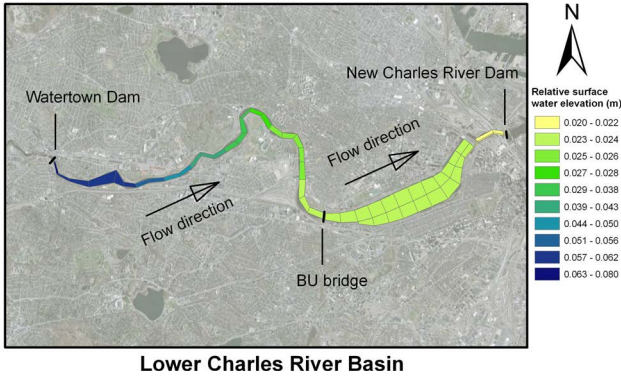 N
New Charles River Dam
Watertown Dam
Flow direction
Flow direction
BU bridge
Relative surface
water elevation (m)
0.020 - 0.022
0.023 - 0.024
0.025 - 0.026
0.027 - 0.028
0.029 - 0.038
0.039 - 0.043
0.044 - 0.050
0.051 - 0.056
0.057 - 0.062
0.063 - 0.080
Lower Charles River Basin